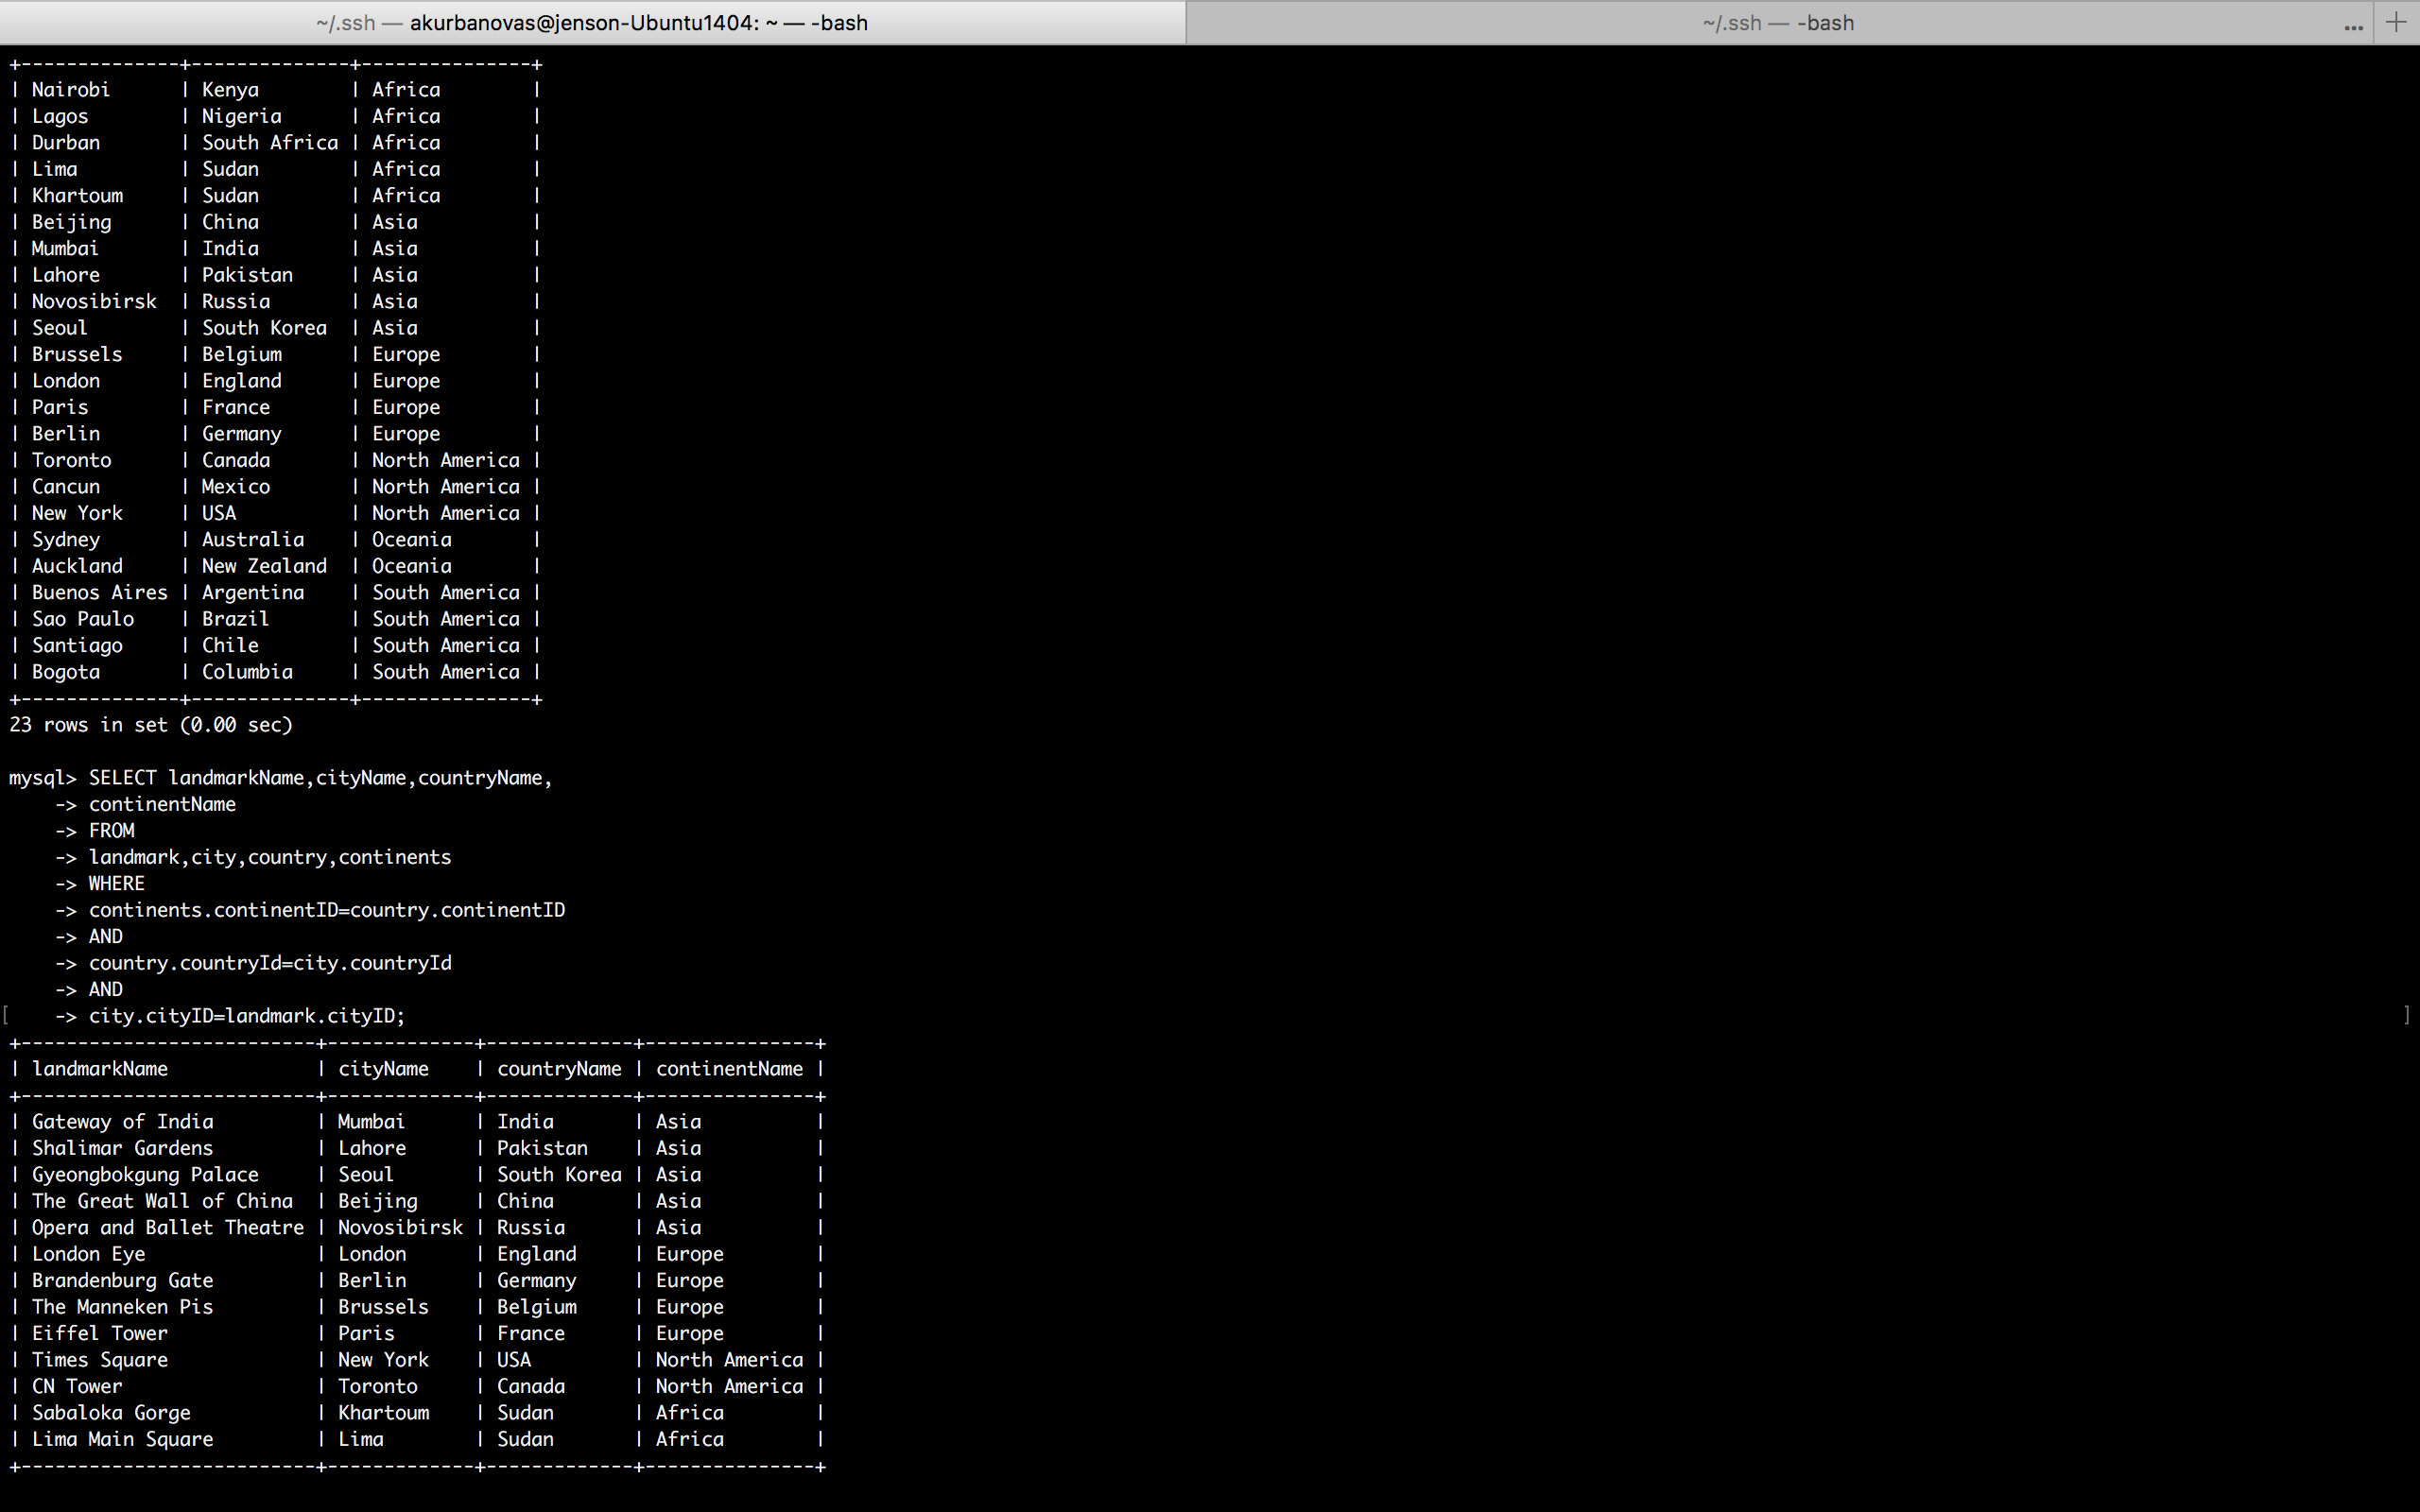 ~/.ssh — akurbanovas@jenson-Ubuntu1404: ~ — -bash
~/.ssh — -bash
... +
+--------------+--------------+---------------+
| Nairobi      | Kenya        | Africa        |
| Lagos        | Nigeria      | Africa        |
| Durban       | South Africa | Africa        |
| Lima         | Sudan        | Africa        |
| Khartoum     | Sudan        | Africa        |
| Beijing      | China        | Asia          |
| Mumbai       | India        | Asia          |
| Lahore       | Pakistan     | Asia          |
| Novosibirsk  | Russia       | Asia          |
| Seoul        | South Korea  | Asia          |
| Brussels     | Belgium      | Europe        |
| London       | England      | Europe        |
| Paris        | France       | Europe        |
| Berlin       | Germany      | Europe        |
| Toronto      | Canada       | North America |
| Cancun       | Mexico       | North America |
| New York     | USA          | North America |
| Sydney       | Australia    | Oceania       |
| Auckland     | New Zealand  | Oceania       |
| Buenos Aires | Argentina    | South America |
| Sao Paulo    | Brazil       | South America |
| Santiago     | Chile        | South America |
| Bogota       | Columbia     | South America |
+--------------+--------------+---------------+
23 rows in set (0.00 sec)
mysql> SELECT landmarkName,cityName,countryName,
    -> continentName
    -> FROM
    -> landmark,city,country,continents
    -> WHERE
    -> continents.continentID=country.continentID
    -> AND
    -> country.countryId=city.countryId
    -> AND
[    -> city.cityID=landmark.cityID; ]
+--------------------------+-------------+-------------+---------------+
| landmarkName             | cityName    | countryName | continentName |
+--------------------------+-------------+-------------+---------------+
| Gateway of India         | Mumbai      | India       | Asia          |
| Shalimar Gardens         | Lahore      | Pakistan    | Asia          |
| Gyeongbokgung Palace     | Seoul       | South Korea | Asia          |
| The Great Wall of China  | Beijing     | China       | Asia          |
| Opera and Ballet Theatre | Novosibirsk | Russia      | Asia          |
| London Eye               | London      | England     | Europe        |
| Brandenburg Gate         | Berlin      | Germany     | Europe        |
| The Manneken Pis         | Brussels    | Belgium     | Europe        |
| Eiffel Tower             | Paris       | France      | Europe        |
| Times Square             | New York    | USA         | North America |
| CN Tower                 | Toronto     | Canada      | North America |
| Sabaloka Gorge           | Khartoum    | Sudan       | Africa        |
| Lima Main Square         | Lima        | Sudan       | Africa        |
+--------------------------+-------------+-------------+---------------+